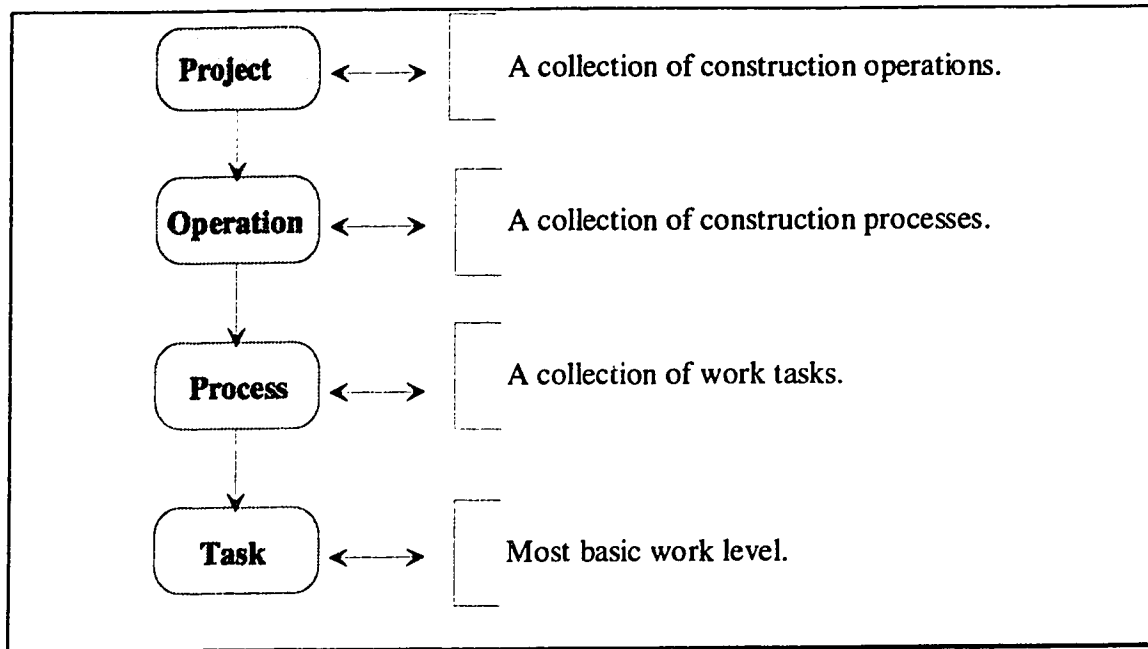 Project
A collection of construction operations.
Operation
A collection of construction processes.
Process
A collection of work tasks.
Task
Most basic work level.